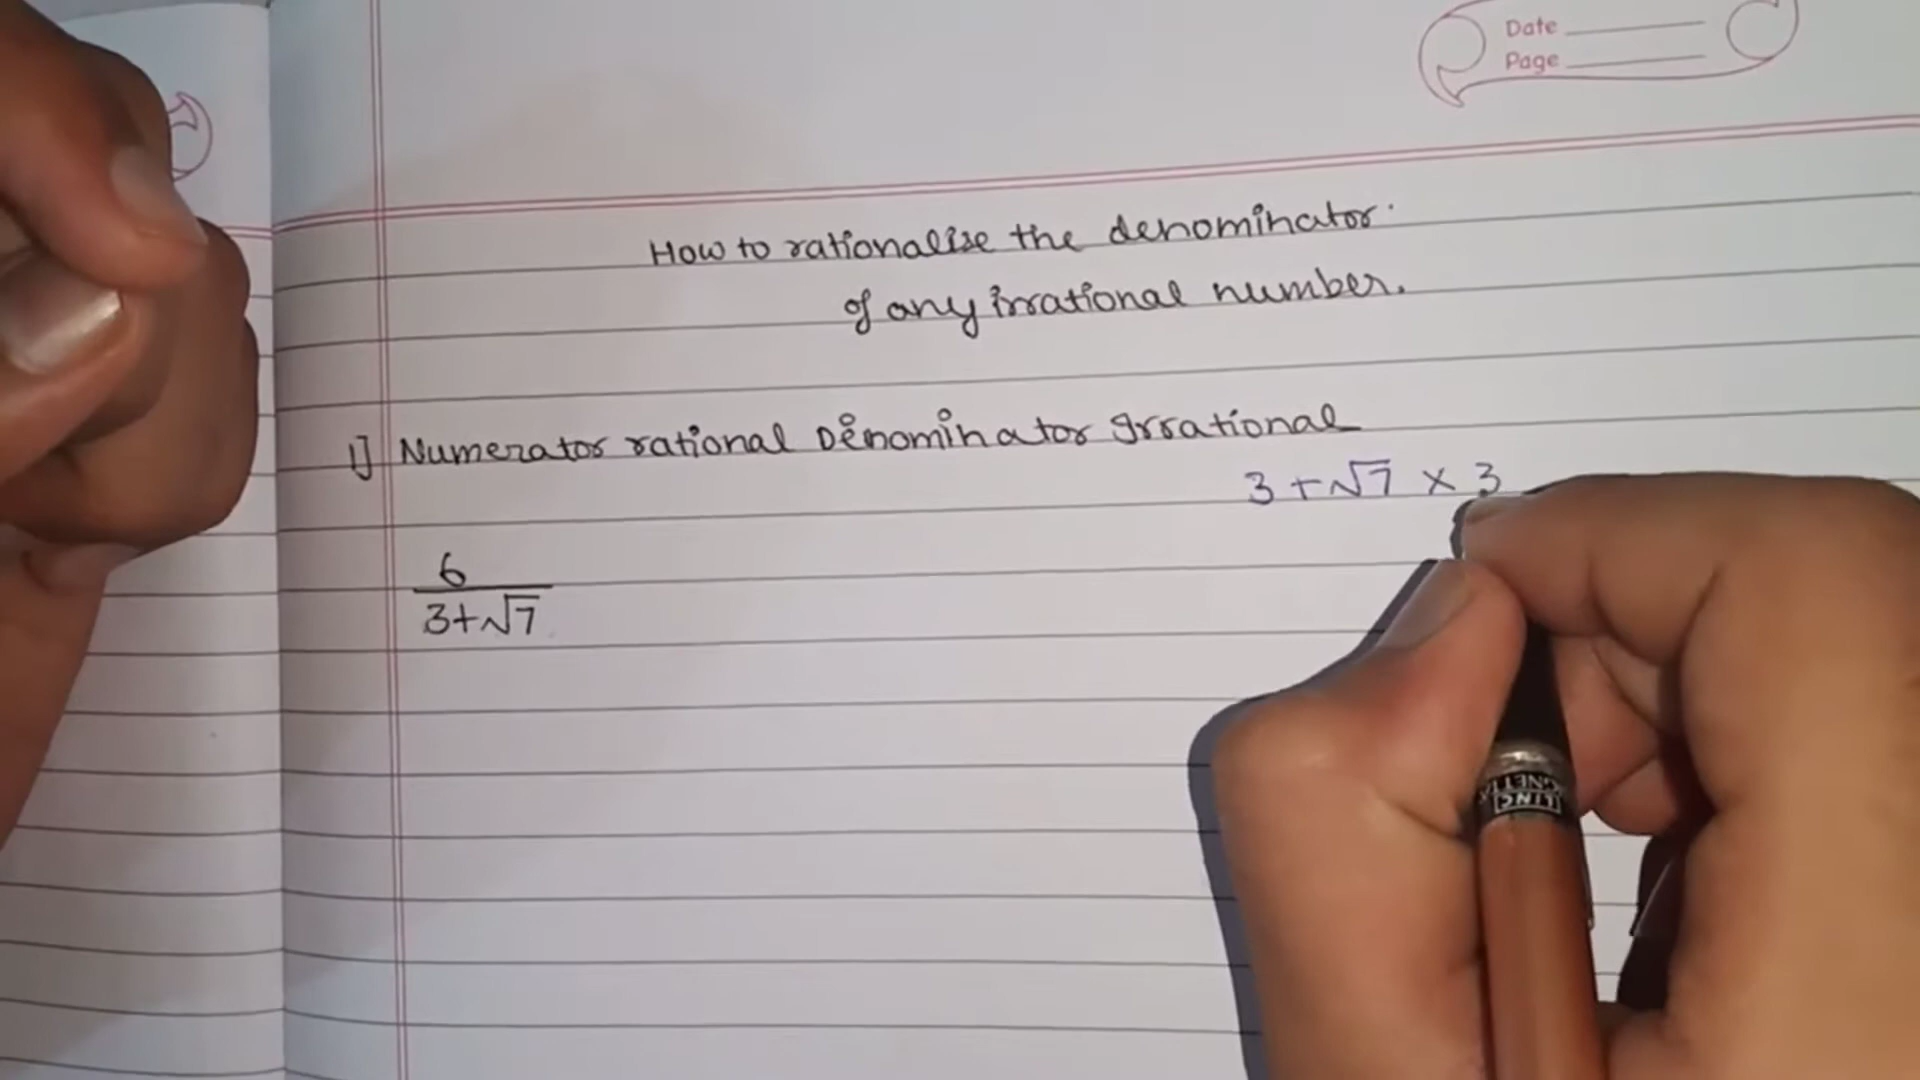 Date
Page
How to rationalise the denominator.
of any irrational number.
1] Numerator rational Denominator Irrational
3 + √7 × 3
6
3+√7